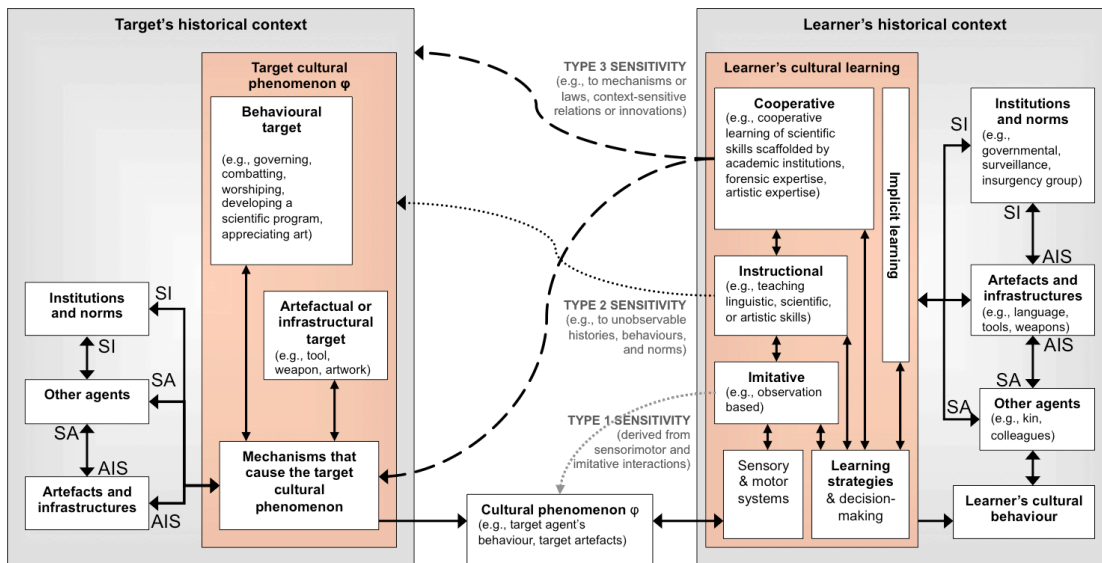 Target's historical context
Target cultural
phenomenon φ
Behavioural
target
(e.g., governing,
combatting,
worshiping,
developing a
scientific program,
appreciating art)
Artefactual or
infrastructural
target
(e.g., tool,
weapon, artwork)
Mechanisms that
cause the target
cultural
phenomenon
Institutions
and norms
SI
SI
Other agents
SA
SA
AIS
Artefacts and
infrastructures
AIS
TYPE 3 SENSITIVITY
(e.g., to mechanisms or
laws, context-sensitive
relations or innovations)
TYPE 2 SENSITIVITY
(e.g., to unobservable
histories, behaviours,
and norms)
TYPE 1 SENSITIVITY
(derived from
sensorimotor and
imitative interactions)
Cultural phenomenon φ
(e.g., target agent's
behaviour, target artefacts)
Learner's historical context
Learner's cultural learning
Cooperative
(e.g., cooperative
learning of scientific
skills scaffolded by
academic institutions,
forensic expertise,
artistic expertise)
Implicit learning
Instructional
(e.g., teaching
linguistic, scientific,
or artistic skills)
Imitative
(e.g., observation
based)
Sensory
& motor
systems
Learning
strategies
& decision-
making
Institutions
and norms
(e.g.,
governmental,
surveillance,
insurgency group)
SI
SI
AIS
Artefacts and
infrastructures
(e.g., language,
tools, weapons)
AIS
SA
SA
Other agents
(e.g., kin,
colleagues)
Learner's cultural
behaviour